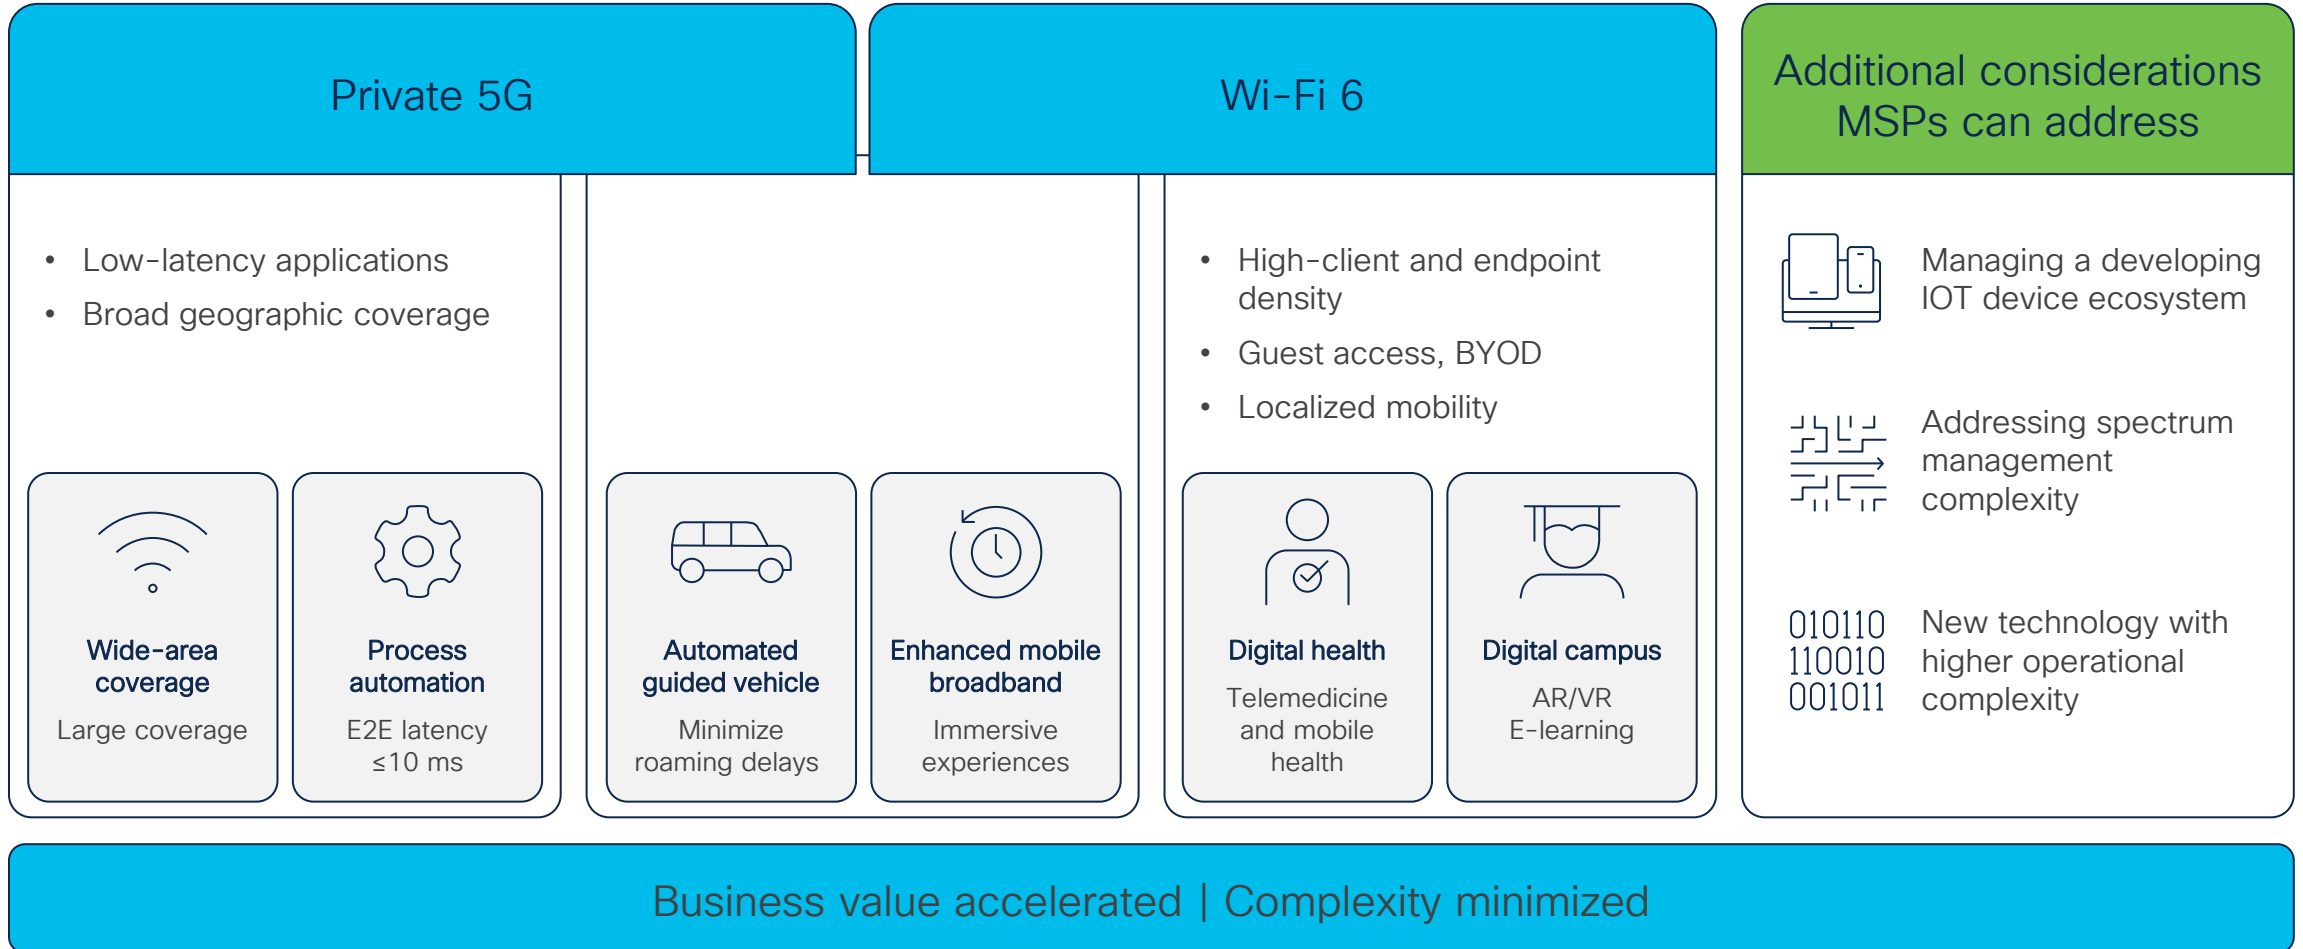 Private 5G
Wi-Fi 6
Additional considerations
MSPs can address
• Low-latency applications
• Broad geographic coverage
Wide-area
coverage
Large coverage
Process
automation
E2E latency
≤10 ms
Automated
guided vehicle
Minimize
roaming delays
Enhanced mobile
broadband
Immersive
experiences
• High-client and endpoint
density
• Guest access, BYOD
• Localized mobility
Digital health
Telemedicine
and mobile
health
Digital campus
AR/VR
E-learning
Managing a developing
IOT device ecosystem
Addressing spectrum
management
complexity
010110
110010
001011
New technology with
higher operational
complexity
Business value accelerated | Complexity minimized